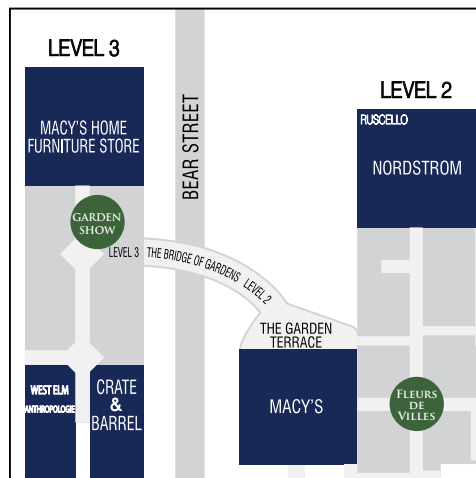 LEVEL 3
MACY'S HOME
FURNITURE STORE
GARDEN
SHOW
LEVEL 3 THE BRIDGE OF GARDENS LEVEL 2
BEAR STREET
WEST ELM
ANTHROPOLOGIE
CRATE
&
BARREL
LEVEL 2
RUSCELLO
NORDSTROM
THE GARDEN
TERRACE
MACY'S
FLEURS
DE
VILLES